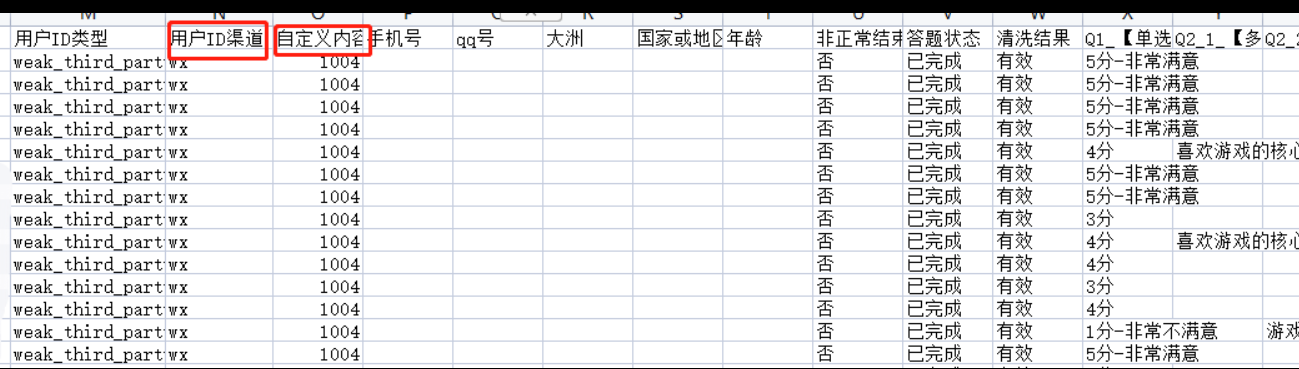 M N O P Q R S T U V W X Y
用户ID类型 用户ID渠道 自定义内容 手机号 qq号 大洲 国家或地区 年龄 非正常结束 答题状态 清洗结果 Q1_【单选 Q2_1_【多 Q2_2
weak_third_part wx 1004 否 已完成 有效 5分-非常满意
weak_third_part wx 1004 否 已完成 有效 5分-非常满意
weak_third_part wx 1004 否 已完成 有效 5分-非常满意
weak_third_part wx 1004 否 已完成 有效 5分-非常满意
weak_third_part wx 1004 否 已完成 有效 4分 喜欢游戏的核心
weak_third_part wx 1004 否 已完成 有效 5分-非常满意
weak_third_part wx 1004 否 已完成 有效 5分-非常满意
weak_third_part wx 1004 否 已完成 有效 3分
weak_third_part wx 1004 否 已完成 有效 4分 喜欢游戏的核心
weak_third_part wx 1004 否 已完成 有效 4分
weak_third_part wx 1004 否 已完成 有效 3分
weak_third_part wx 1004 否 已完成 有效 4分
weak_third_part wx 1004 否 已完成 有效 1分-非常不满意 游戏
weak_third_part wx 1004 否 已完成 有效 5分-非常满意